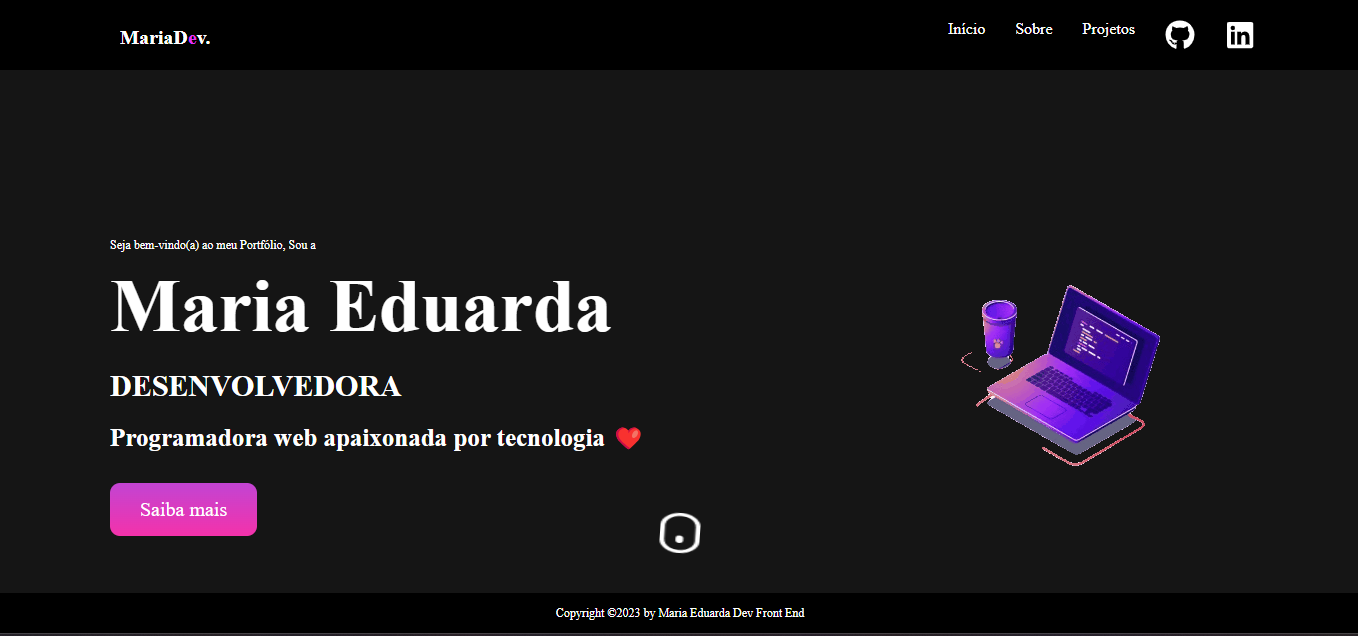 MariaDev.
Início Sobre Projetos
Seja bem-vindo(a) ao meu Portfólio, Sou a
Maria Eduarda
DESENVOLVEDORA
Programadora web apaixonada por tecnologia ❤️
Saiba mais
Copyright ©2023 by Maria Eduarda Dev Front End